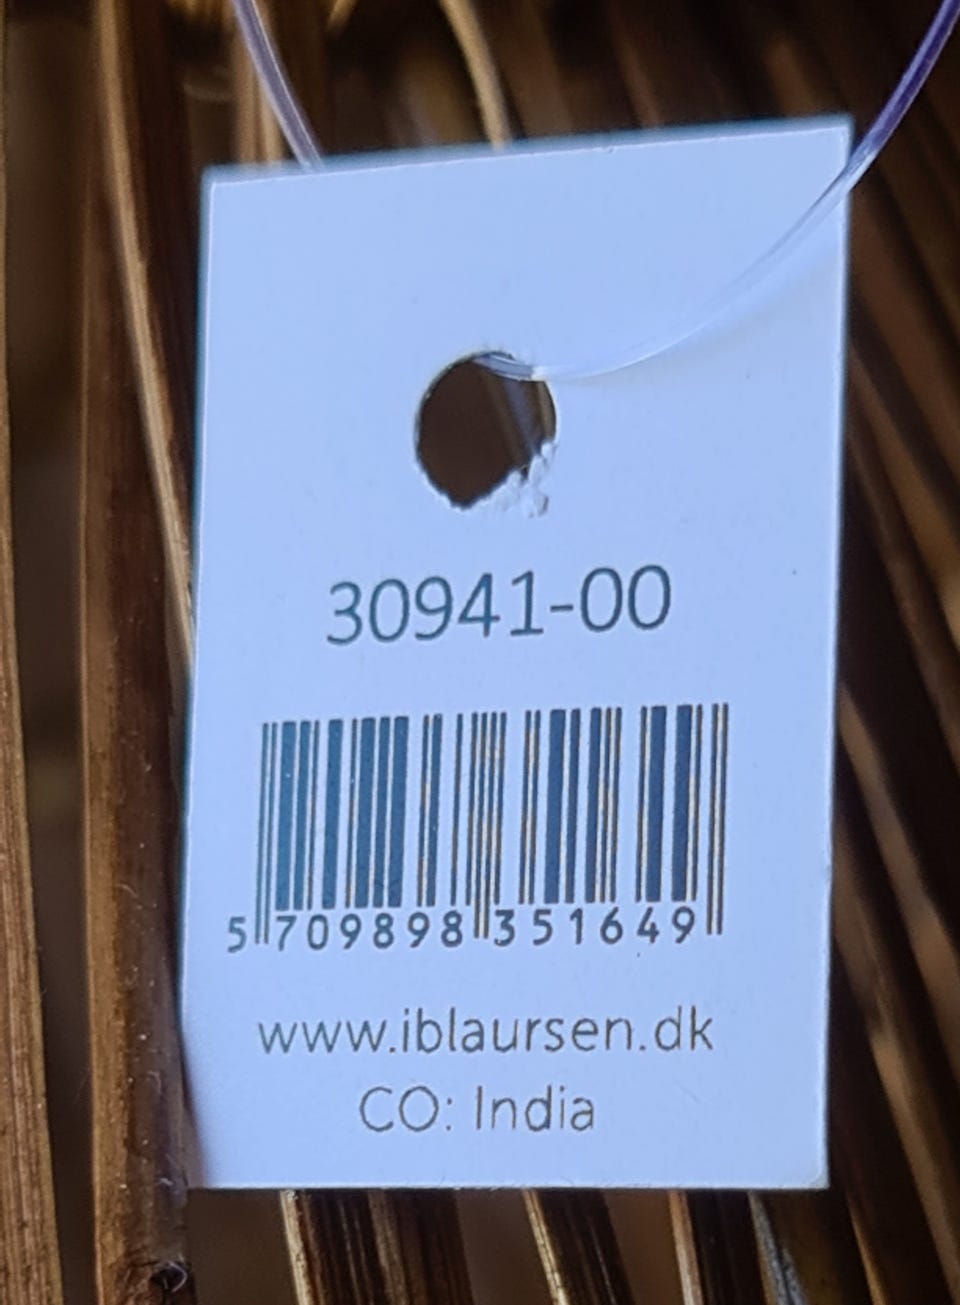 30941-00
5 709898 351649
www.iblaursen.dk
CO: India